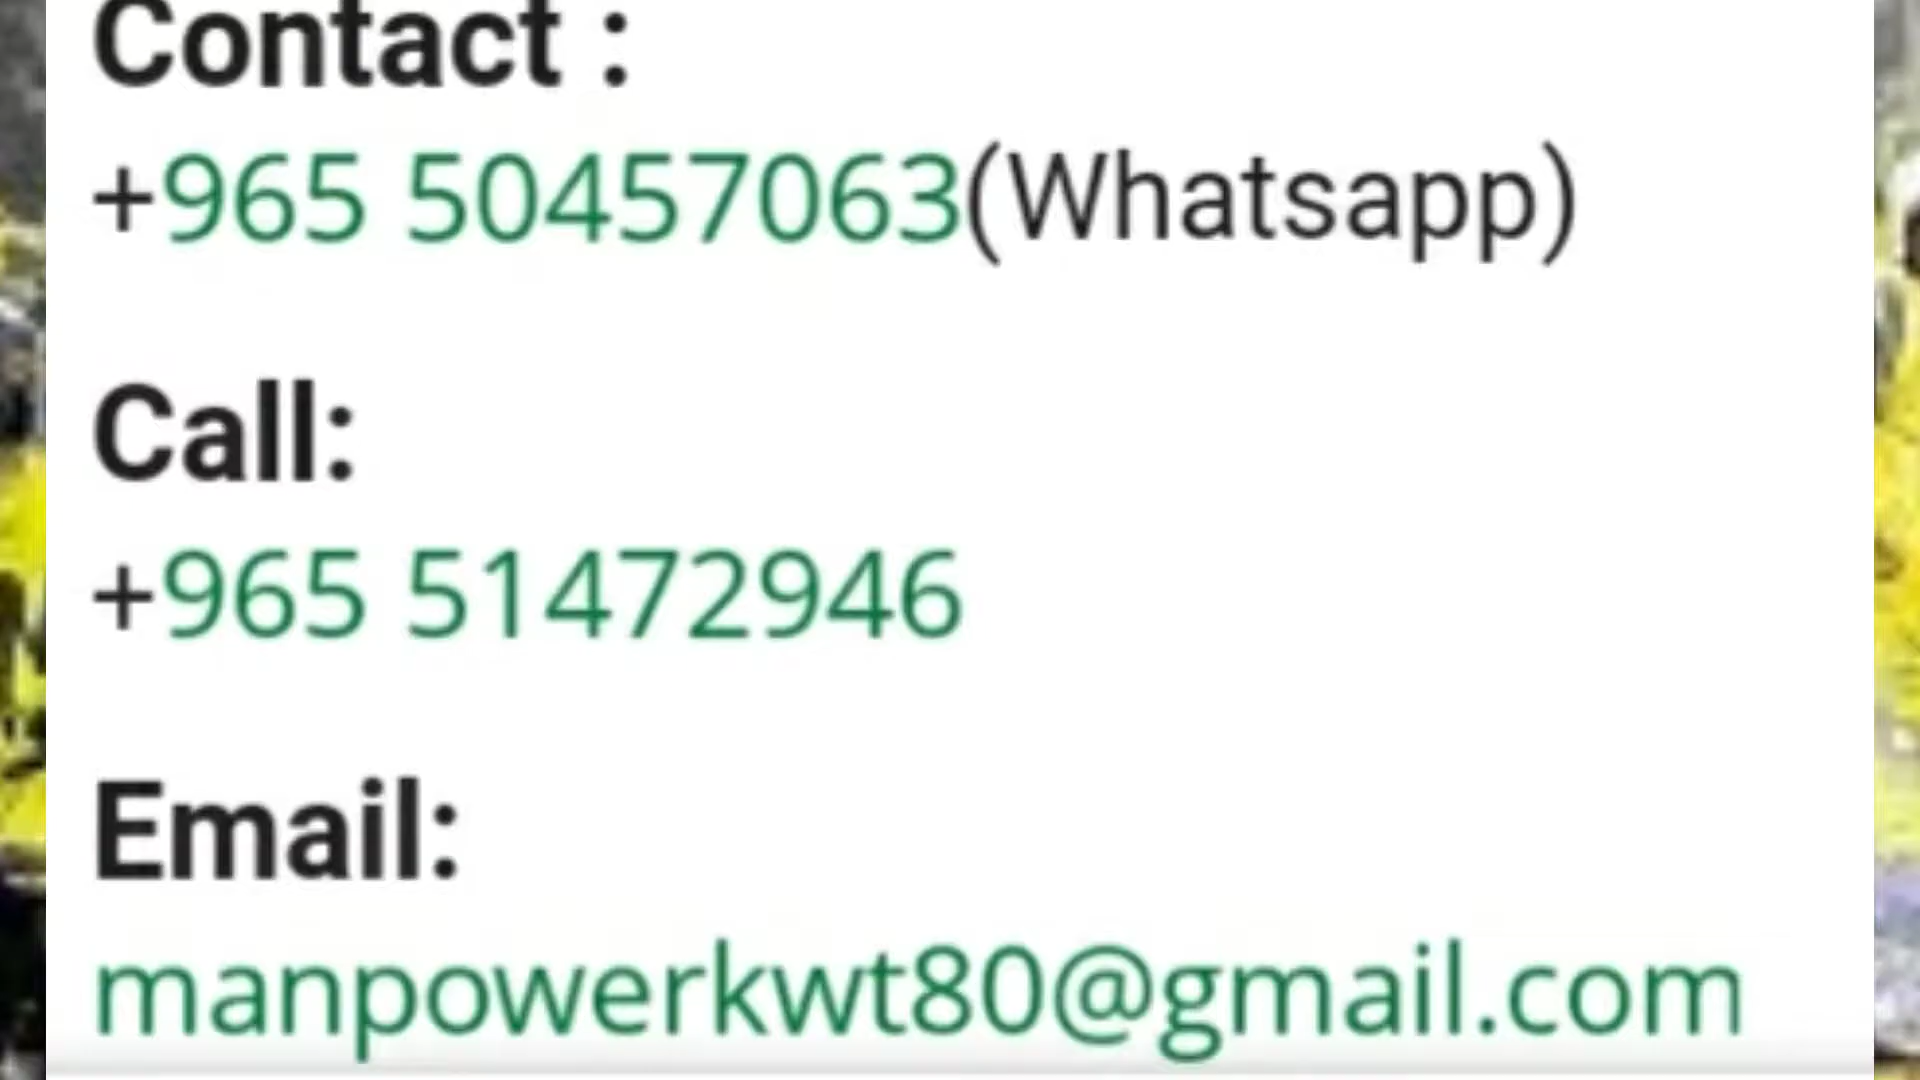 Contact :
+965 50457063(Whatsapp)
Call:
+965 51472946
Email:
manpowerkwt80@gmail.com